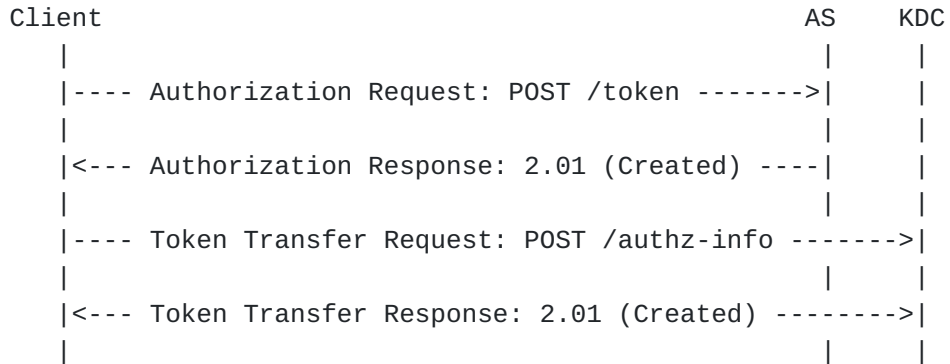 Client                                             AS    KDC
   |                                                |     |
   |---- Authorization Request: POST /token ------->|     |
   |                                                |     |
   |<--- Authorization Response: 2.01 (Created) ----|     |
   |                                                |     |
   |---- Token Transfer Request: POST /authz-info ------->|
   |                                                |     |
   |<--- Token Transfer Response: 2.01 (Created) -------->|
   |                                                |     |